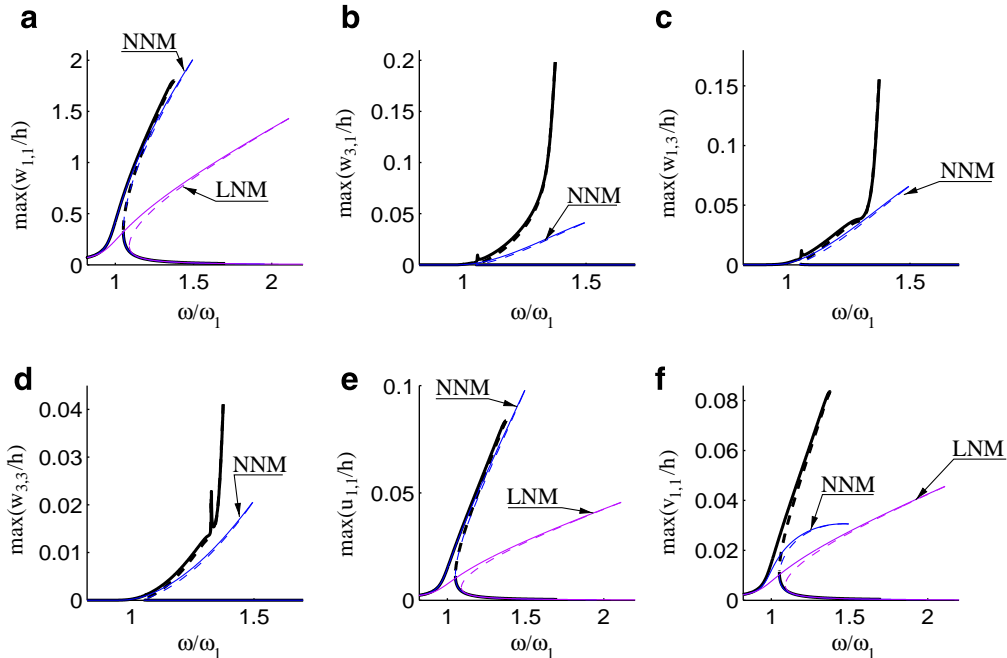 a
NNM
2
1.5
1
0.5
0
max(w1,1/h)
LNM
1
1.5
2
ω/ω1
b
0.2
0.15
0.1
0.05
0
max(w3,1/h)
NNM
1
1.5
ω/ω1
c
0.15
0.1
0.05
0
max(w1,3/h)
NNM
1
1.5
ω/ω1
d
0.04
0.03
0.02
0.01
0
max(w3,3/h)
NNM
1
1.5
ω/ω1
e
0.1
0.05
0
max(u1,1/h)
NNM
LNM
1
1.5
2
ω/ω1
f
0.08
0.06
0.04
0.02
0
max(v1,1/h)
LNM
NNM
1
1.5
2
ω/ω1